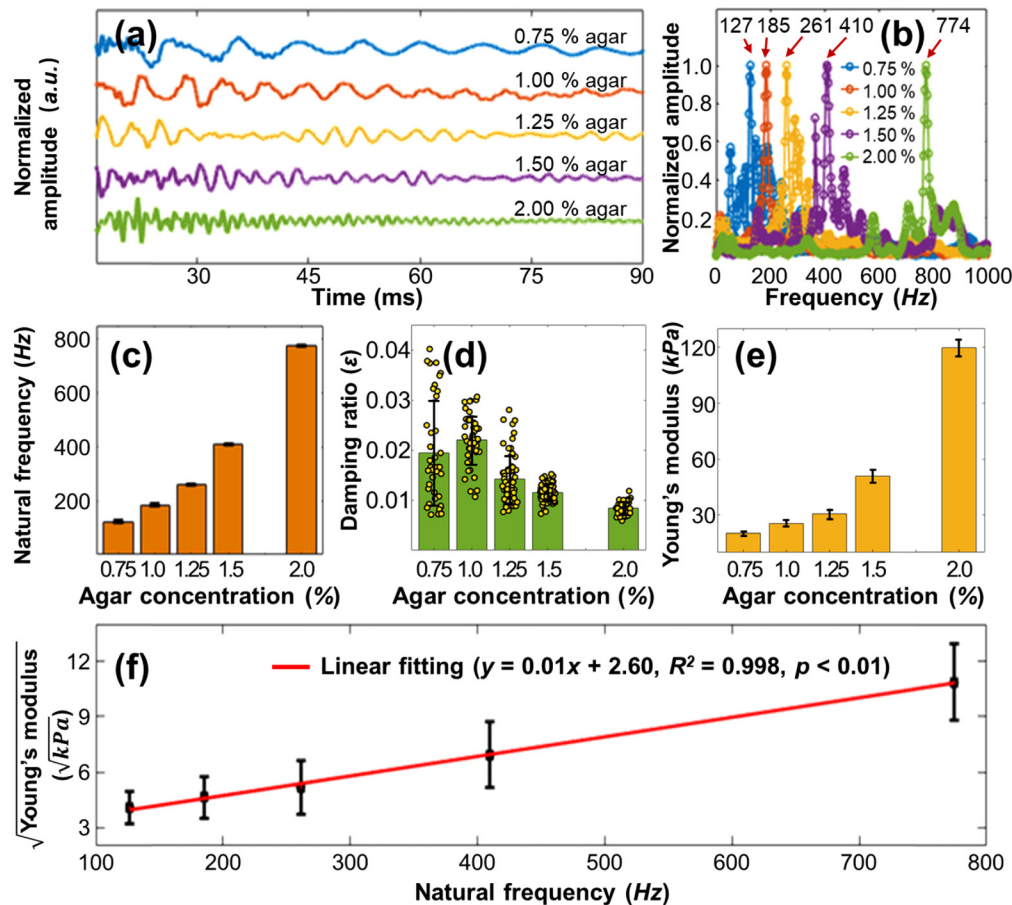 (a)
Normalized
amplitude (a.u.)
0.75 % agar
1.00 % agar
1.25 % agar
1.50 % agar
2.00 % agar
30 45 60 75 90
Time (ms)
127 185 261 410 774
(b)
Normalized amplitude
1.0
0.8
0.6
0.4
0.2
0.75 %
1.00 %
1.25 %
1.50 %
2.00 %
0 200 400 600 800 1000
Frequency (Hz)
(c)
Natural frequency (Hz)
800
600
400
200
0.75 1.0 1.25 1.5 2.0
Agar concentration (%)
(d)
Damping ratio (ε)
0.04
0.03
0.02
0.01
0.75 1.0 1.25 1.5 2.0
Agar concentration (%)
(e)
Young's modulus (kPa)
120
90
60
30
0.75 1.0 1.25 1.5 2.0
Agar concentration (%)
(f)
√Young's modulus
(√kPa)
12
9
6
3
Linear fitting (y = 0.01x + 2.60, R² = 0.998, p < 0.01)
100 200 300 400 500 600 700 800
Natural frequency (Hz)